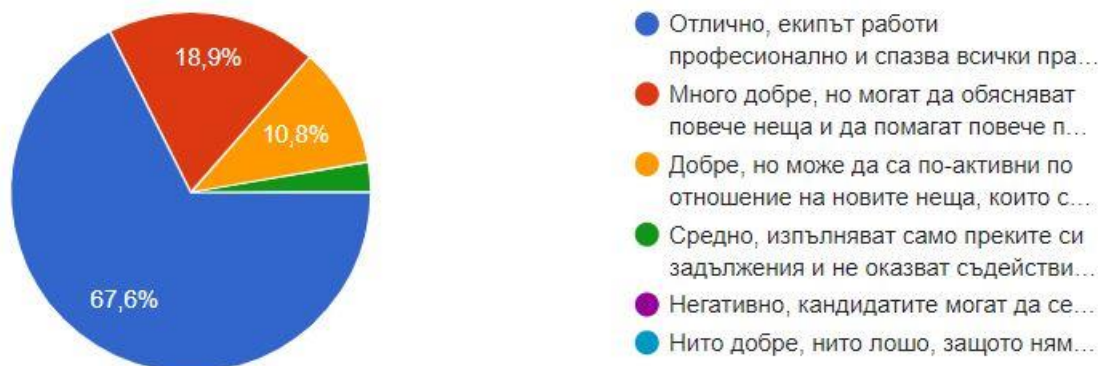 18,9%
10,8%
67,6%
Отлично, екипът работи
професионално и спазва всички пра...
Много добре, но могат да обясняват
повече неща и да помагат повече п...
Добре, но може да са по-активни по
отношение на новите неща, които с...
Средно, изпълняват само преките си
задължения и не оказват съдействи...
Негативно, кандидатите могат да се...
Нито добре, нито лошо, защото ням...